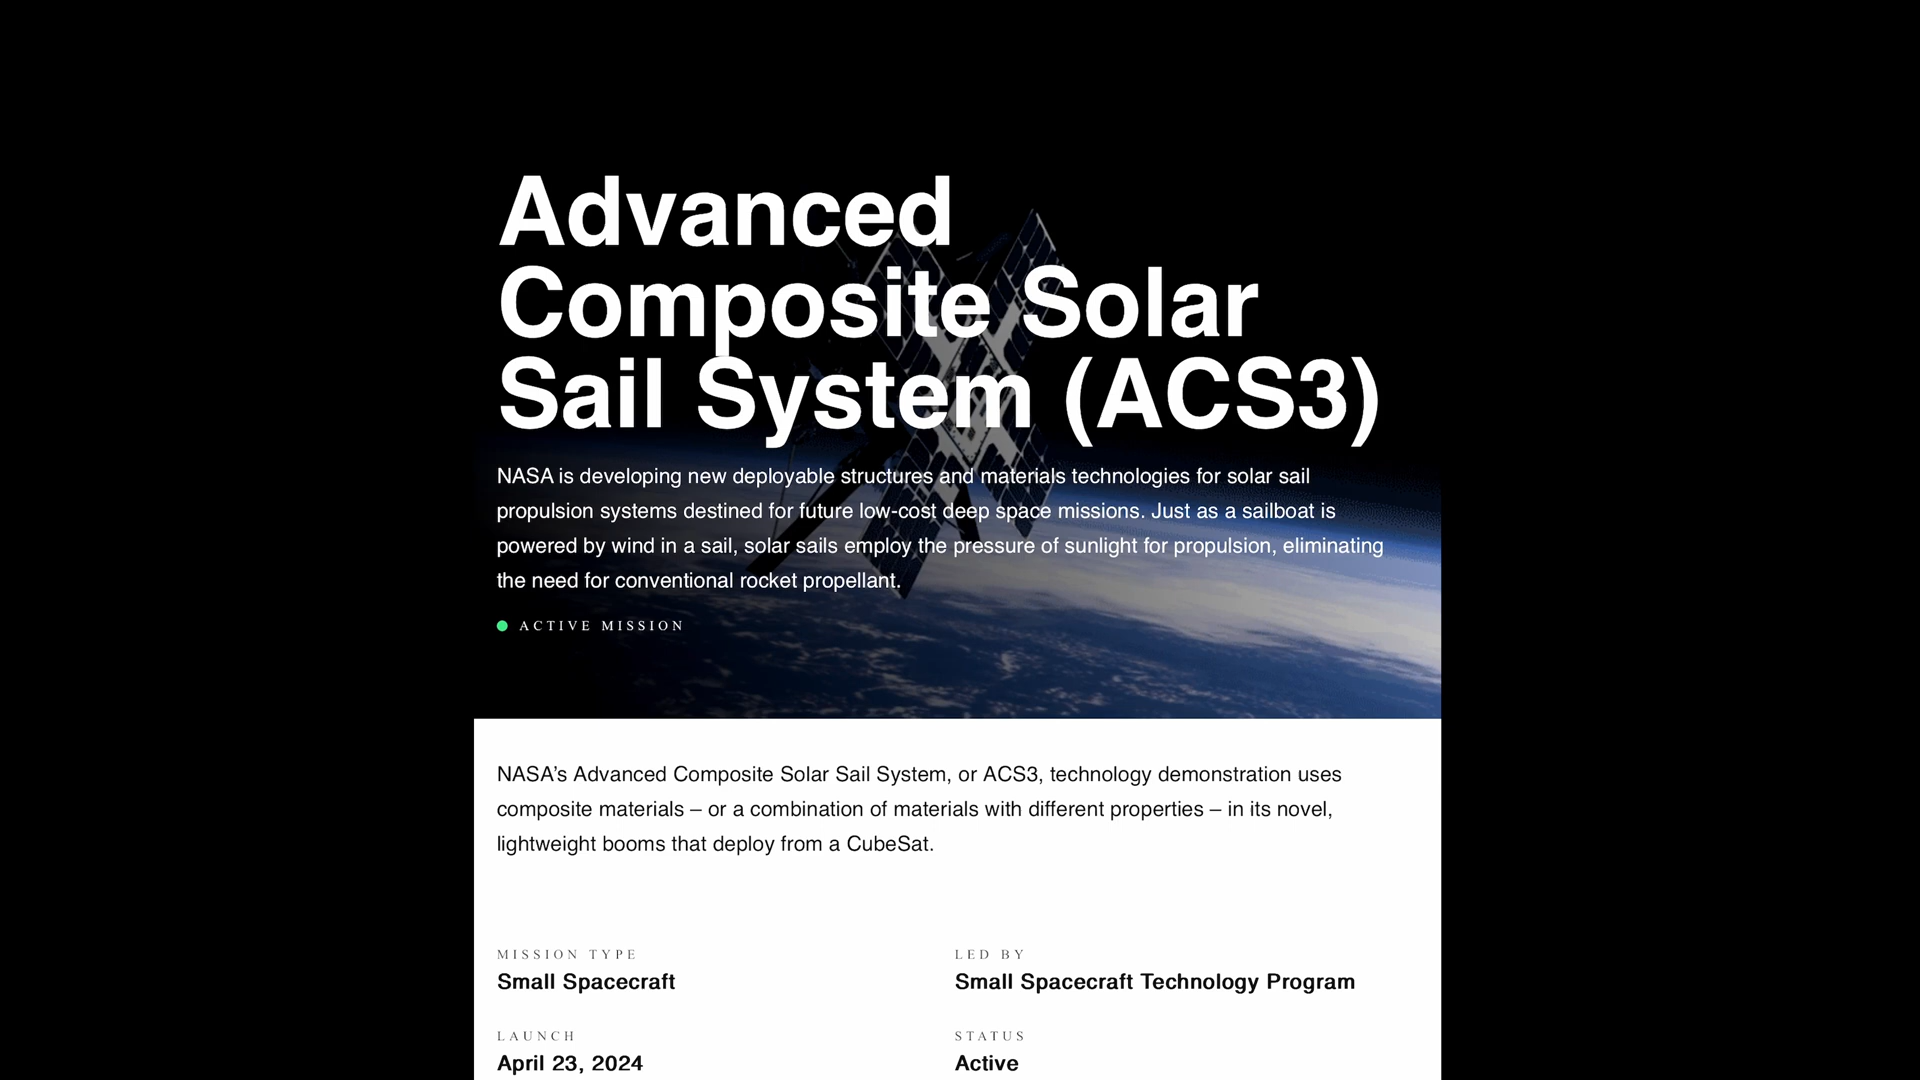 Advanced
Composite Solar
Sail System (ACS3)
NASA is developing new deployable structures and materials technologies for solar sail
propulsion systems destined for future low-cost deep space missions. Just as a sailboat is
powered by wind in a sail, solar sails employ the pressure of sunlight for propulsion, eliminating
the need for conventional rocket propellant.
ACTIVE MISSION
NASA’s Advanced Composite Solar Sail System, or ACS3, technology demonstration uses
composite materials – or a combination of materials with different properties – in its novel,
lightweight booms that deploy from a CubeSat.
MISSION TYPE
Small Spacecraft
LED BY
Small Spacecraft Technology Program
LAUNCH
April 23, 2024
STATUS
Active